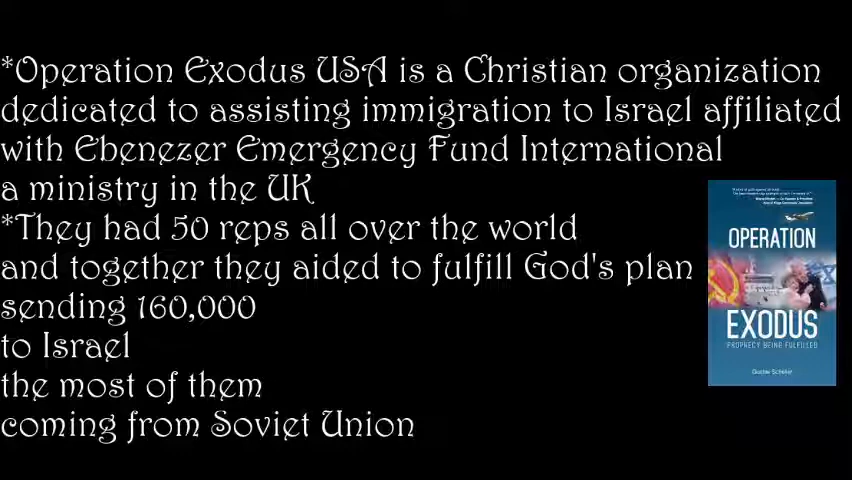 *Operation Exodus USA is a Christian organization
dedicated to assisting immigration to Israel affiliated
with Ebenezer Emergency Fund International
a ministry in the UK
*They had 50 reps all over the world
and together they aided to fulfill God's plan
sending 160,000
to Israel
the most of them
coming from Soviet Union
OPERATION
EXODUS
PROPHECY BEING FULFILLED
Gustav Scheller